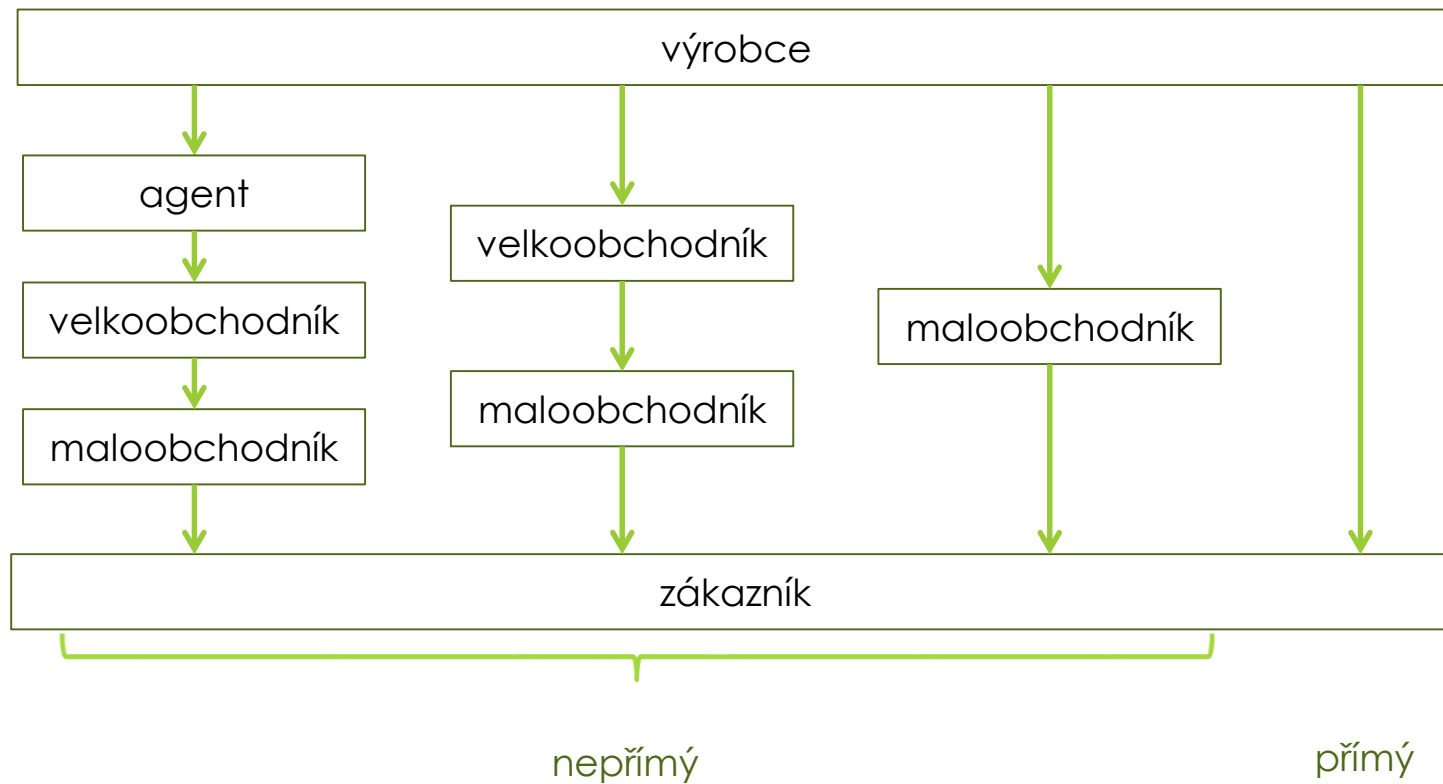 výrobce
agent
velkoobchodník
maloobchodník
velkoobchodník
maloobchodník
maloobchodník
zákazník
nepřímý
přímý